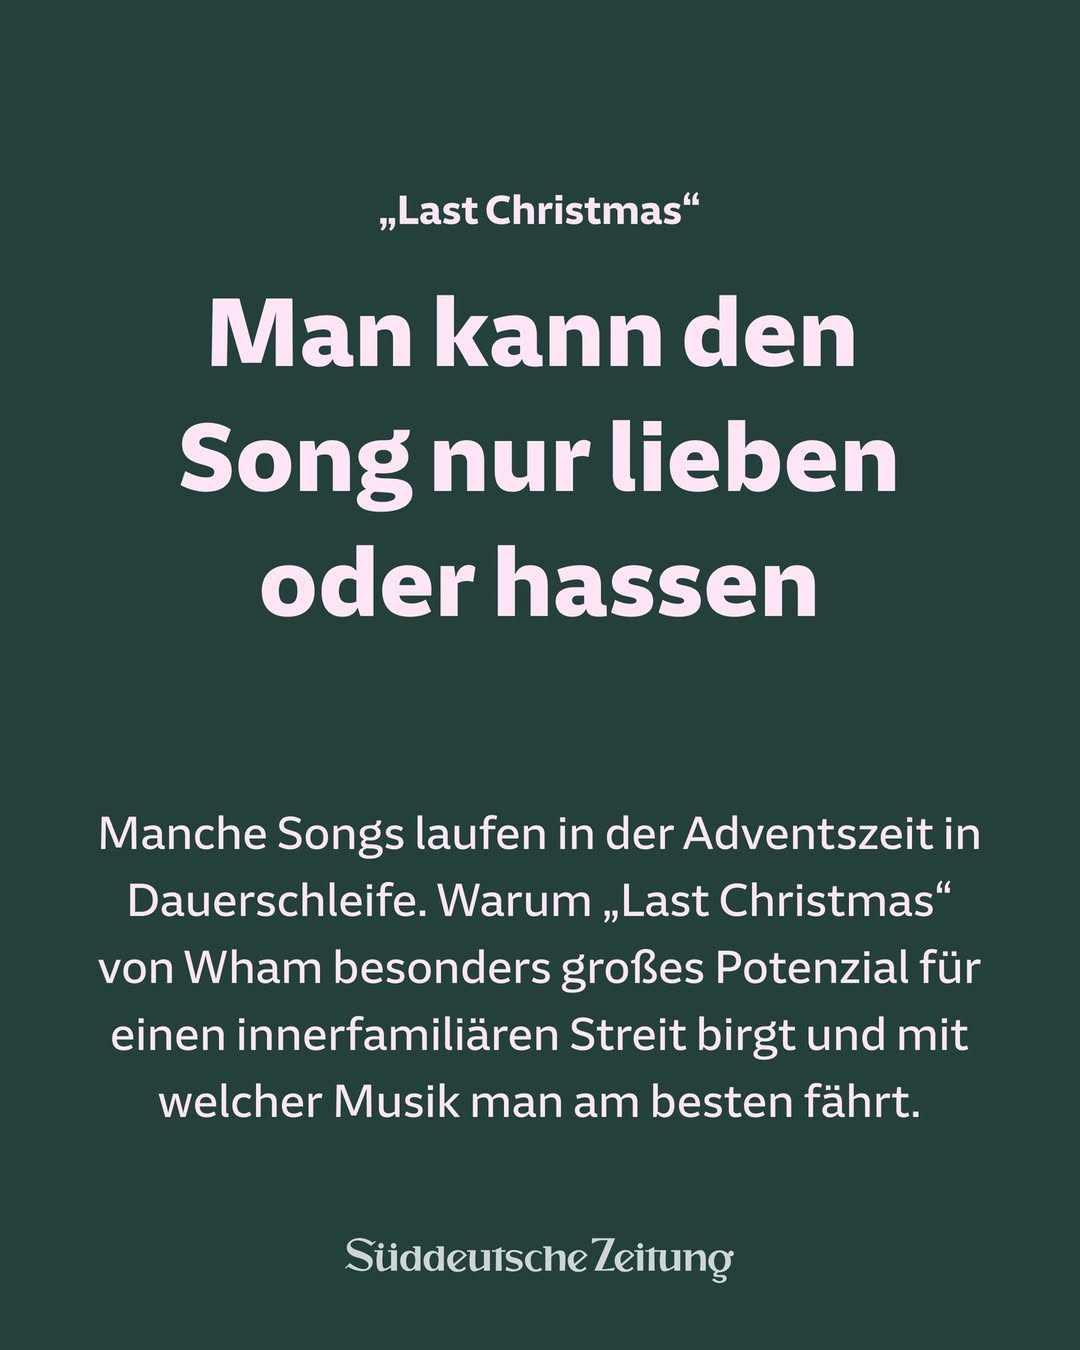 „Last Christmas“
Man kann den
Song nur lieben
oder hassen
Manche Songs laufen in der Adventszeit in
Dauerschleife. Warum „Last Christmas“
von Wham besonders großes Potenzial für
einen innerfamiliären Streit birgt und mit
welcher Musik man am besten fährt.
Süddeutsche Zeitung